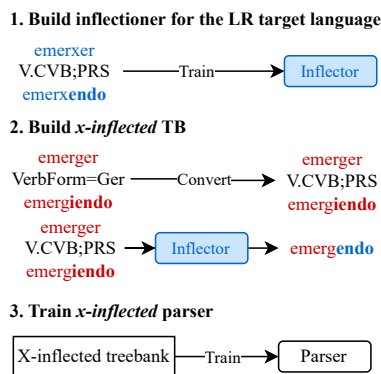 1. Build inflectioner for the LR target language
emerxer
V.CVB;PRS Train Inflector
emerxendo
2. Build x-inflected TB
emerger emerger
VerbForm=Ger Convert V.CVB;PRS
emergiendo emergiendo
emerger
V.CVB;PRS Inflector emergendo
emergiendo
3. Train x-inflected parser
X-inflected treebank Train Parser